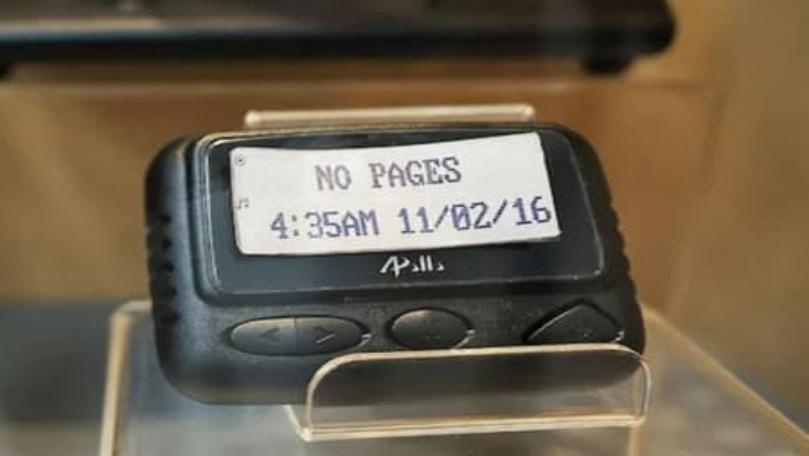 NO PAGES
4:35AM 11/02/16
Apollo